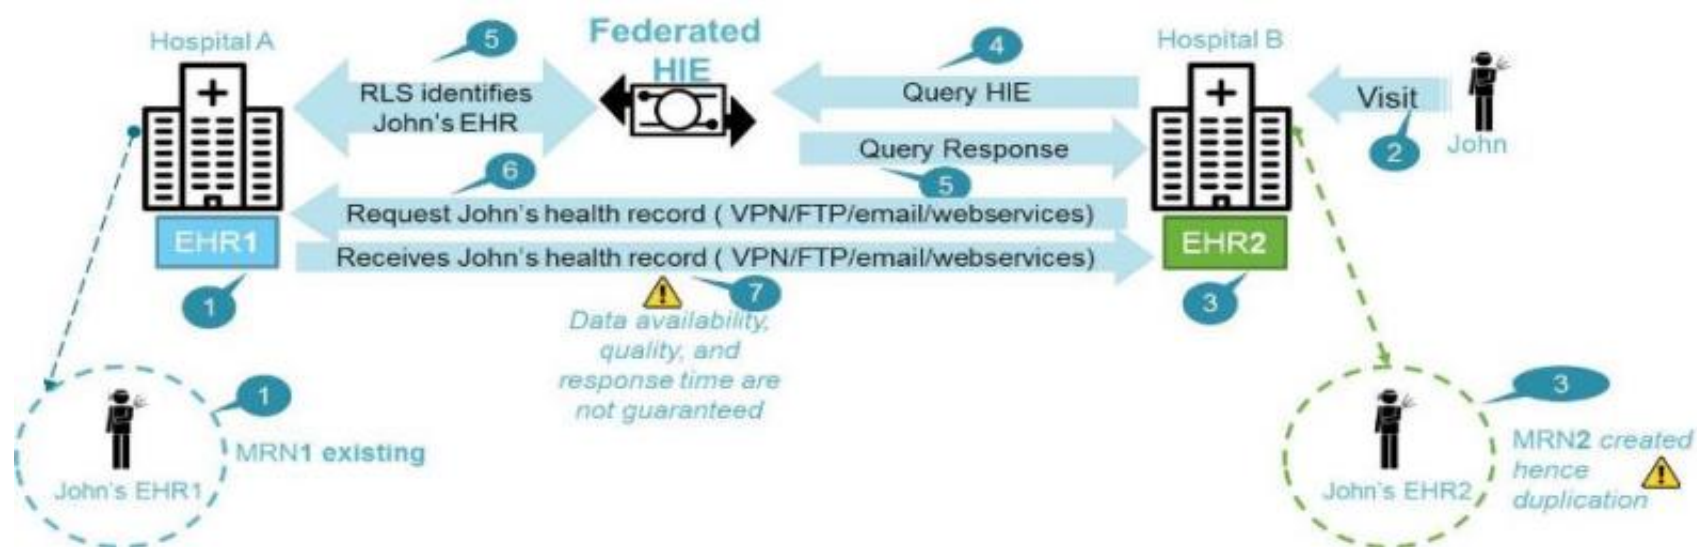 Hospital A
5
Federated
HIE
4
Hospital B
RLS identifies
John's EHR
Query HIE
Visit
2
John
Query Response
5
6
Request John's health record ( VPN/FTP/email/webservices)
EHR1
EHR2
Receives John's health record ( VPN/FTP/email/webservices)
1
7
3
Data availability,
quality, and
response time are
not guaranteed
1
MRN1 existing
John's EHR1
3
MRN2 created
hence
duplication
John's EHR2